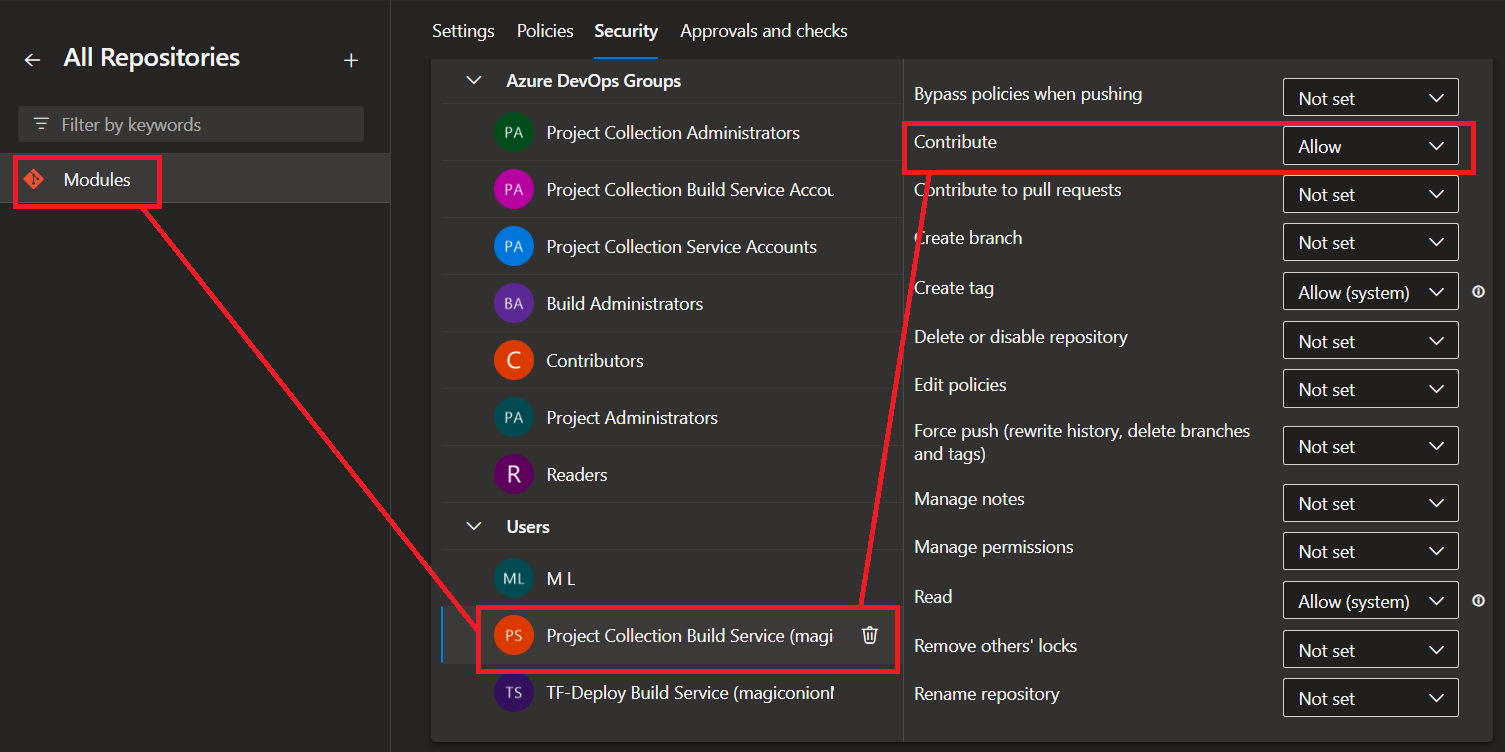 All Repositories
Filter by keywords
Modules
Settings
Policies
Security
Approvals and checks
Azure DevOps Groups
PA
Project Collection Administrators
PA
Project Collection Build Service Accou
PA
Project Collection Service Accounts
BA
Build Administrators
C
Contributors
PA
Project Administrators
R
Readers
Users
ML
M L
PS
Project Collection Build Service (magi
TS
TF-Deploy Build Service (magiconion
Bypass policies when pushing
Not set
Contribute
Allow
Contribute to pull requests
Not set
Create branch
Not set
Create tag
Allow (system)
Delete or disable repository
Not set
Edit policies
Not set
Force push (rewrite history, delete branches
and tags)
Not set
Manage notes
Not set
Manage permissions
Not set
Read
Allow (system)
Remove others' locks
Not set
Rename repository
Not set